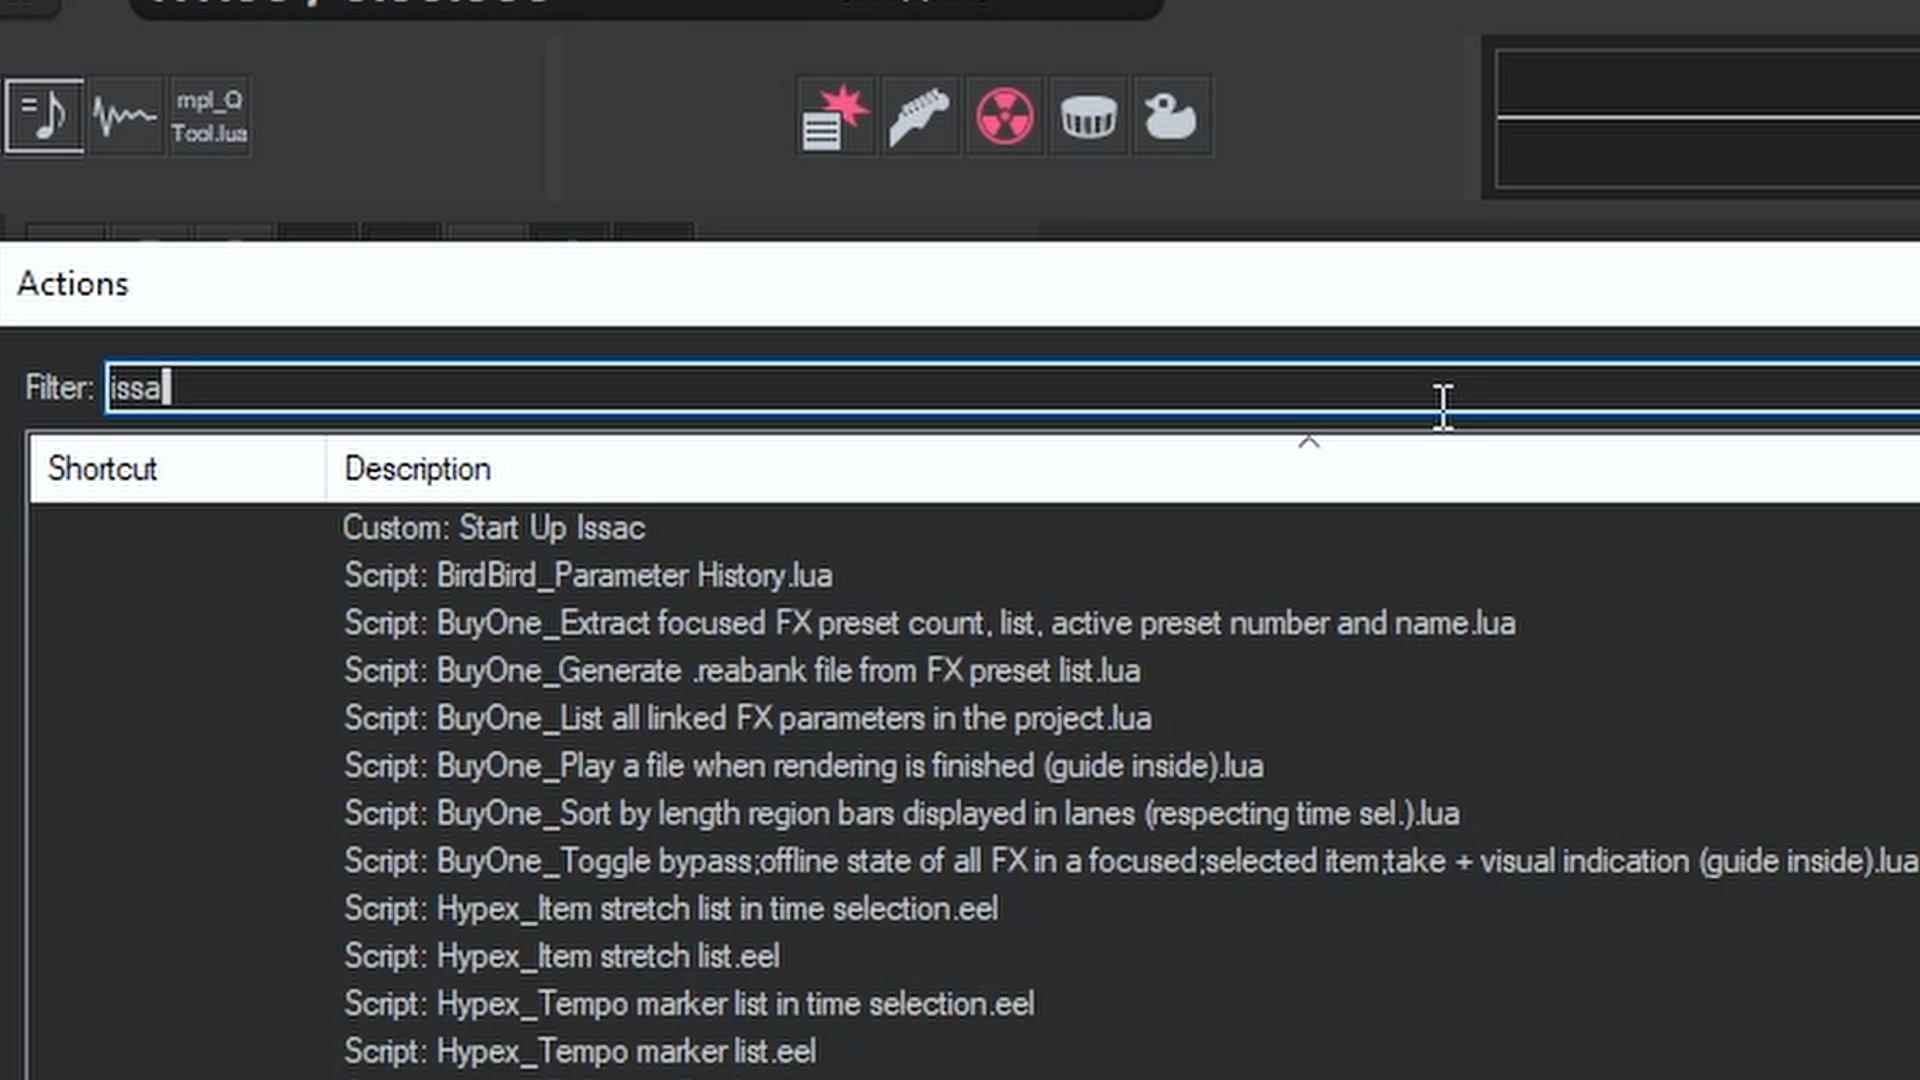 mpl_Q
Tool.lua
Actions
Filter: issa
Shortcut Description
Custom: Start Up Issac
Script: BirdBird_Parameter History.lua
Script: BuyOne_Extract focused FX preset count, list, active preset number and name.lua
Script: BuyOne_Generate .reabank file from FX preset list.lua
Script: BuyOne_List all linked FX parameters in the project.lua
Script: BuyOne_Play a file when rendering is finished (guide inside).lua
Script: BuyOne_Sort by length region bars displayed in lanes (respecting time sel.).lua
Script: BuyOne_Toggle bypass;offline state of all FX in a focused;selected item;take + visual indication (guide inside).lua
Script: Hypex_Item stretch list in time selection.eel
Script: Hypex_Item stretch list.eel
Script: Hypex_Tempo marker list in time selection.eel
Script: Hypex_Tempo marker list.eel